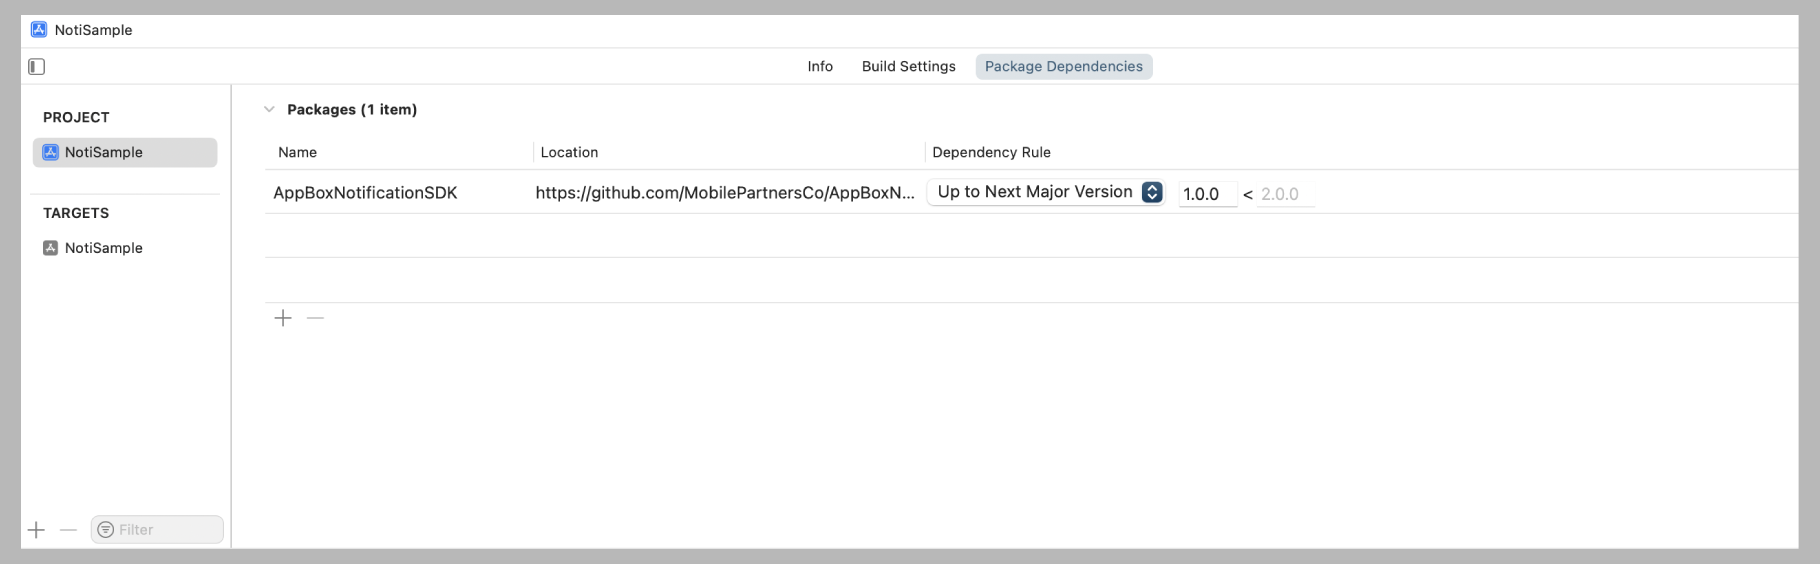 NotiSample
Info Build Settings Package Dependencies
PROJECT
NotiSample
TARGETS
NotiSample
Filter
Packages (1 item)
Name Location Dependency Rule
AppBoxNotificationSDK https://github.com/MobilePartnersCo/AppBoxN... Up to Next Major Version 1.0.0 < 2.0.0